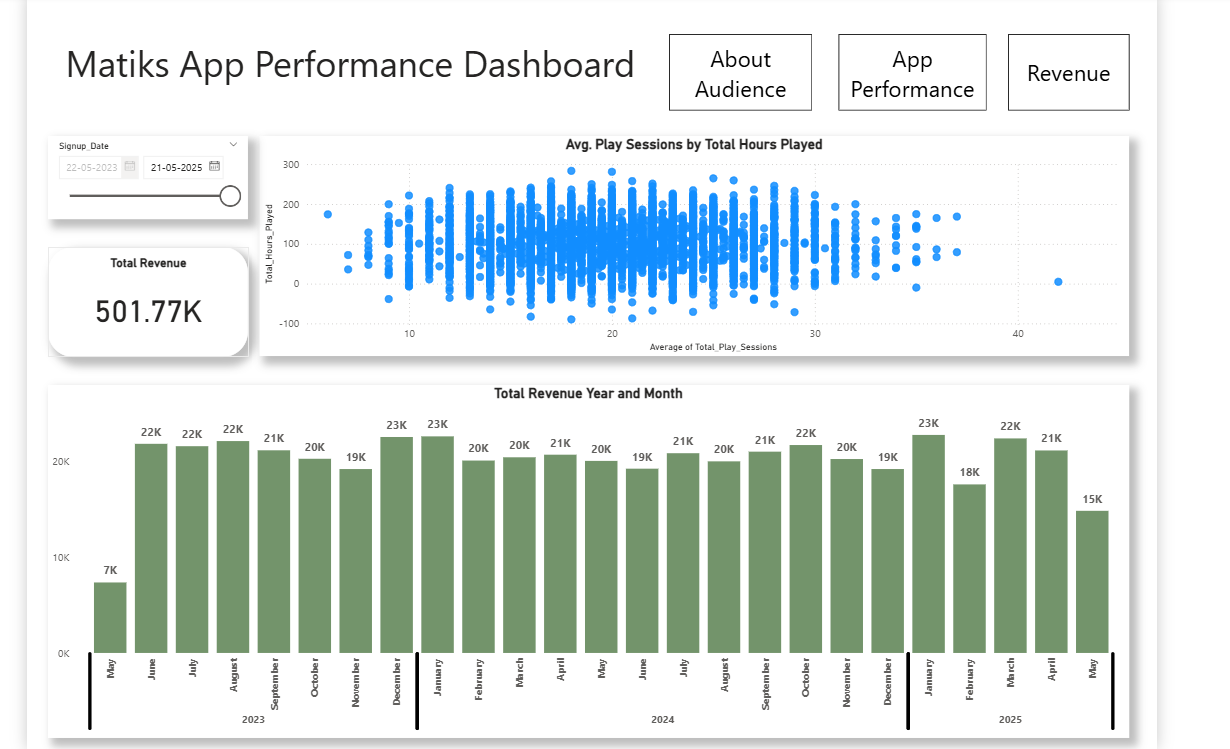 Matiks App Performance Dashboard
About
Audience
App
Performance
Revenue
Signup_Date
22-05-2023
21-05-2025
Total Revenue
501.77K
Avg. Play Sessions by Total Hours Played
Total_Hours_Played
300
200
100
0
-100
10
20
30
40
Average of Total_Play_Sessions
Total Revenue Year and Month
20K
10K
0K
7K
22K
22K
22K
21K
20K
19K
23K
23K
20K
20K
21K
20K
19K
21K
20K
21K
22K
20K
19K
23K
18K
22K
21K
15K
May
June
July
August
September
October
November
December
January
February
March
April
May
June
July
August
September
October
November
December
January
February
March
April
May
2023
2024
2025